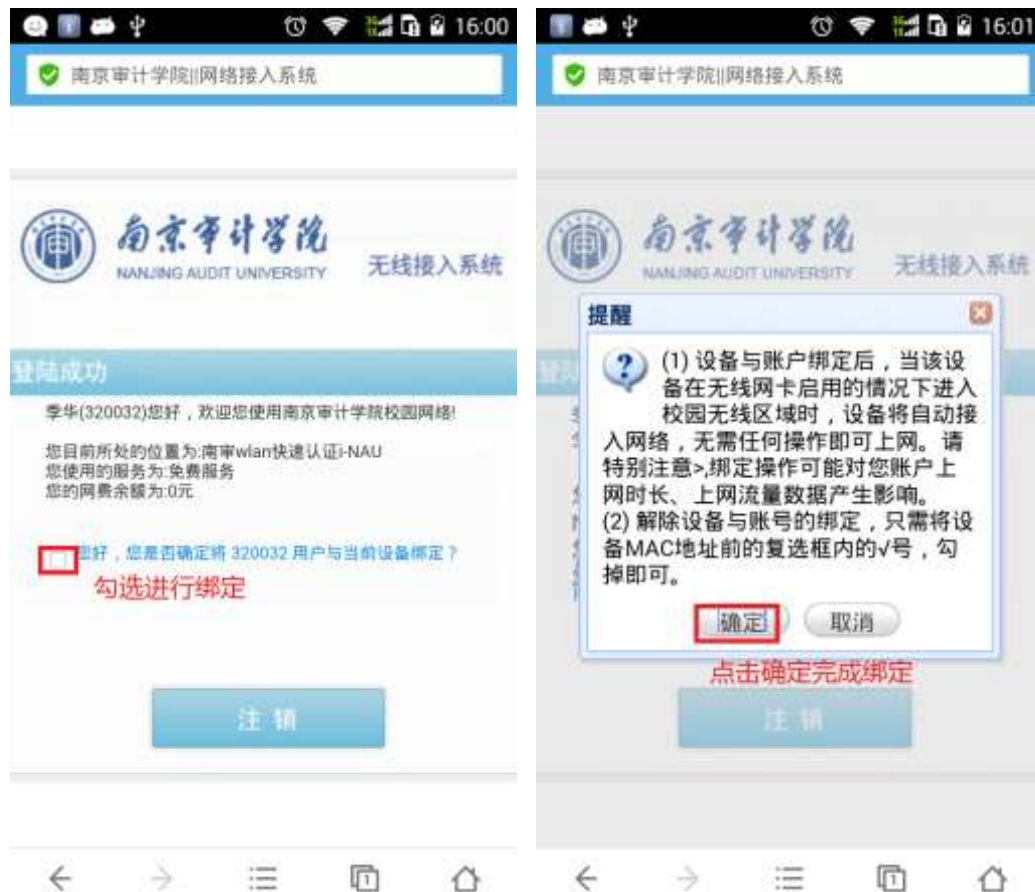 16:00
南京审计学院||网络接入系统
南京审计学院
NANJING AUDIT UNIVERSITY
无线接入系统
登陆成功
季华(320032)您好，欢迎您使用南京审计学院校园网络!
您目前所处的位置为:南审wlan快速认证i-NAU
您使用的服务为:免费服务
您的网费余额为:0元
您好，您是否确定将 320032 用户与当前设备绑定？
勾选进行绑定
注 销
1
16:01
南京审计学院||网络接入系统
南京审计学院
NANJING AUDIT UNIVERSITY
无线接入系统
提醒
(1) 设备与账户绑定后，当该设
备在无线网卡启用的情况下进入
校园无线区域时，设备将自动接
入网络，无需任何操作即可上网。请
特别注意>,绑定操作可能对您账户上
网时长、上网流量数据产生影响。
(2) 解除设备与账号的绑定，只需将设
备MAC地址前的复选框内的√号，勾
掉即可。
确定
取消
点击确定完成绑定
注 销
1